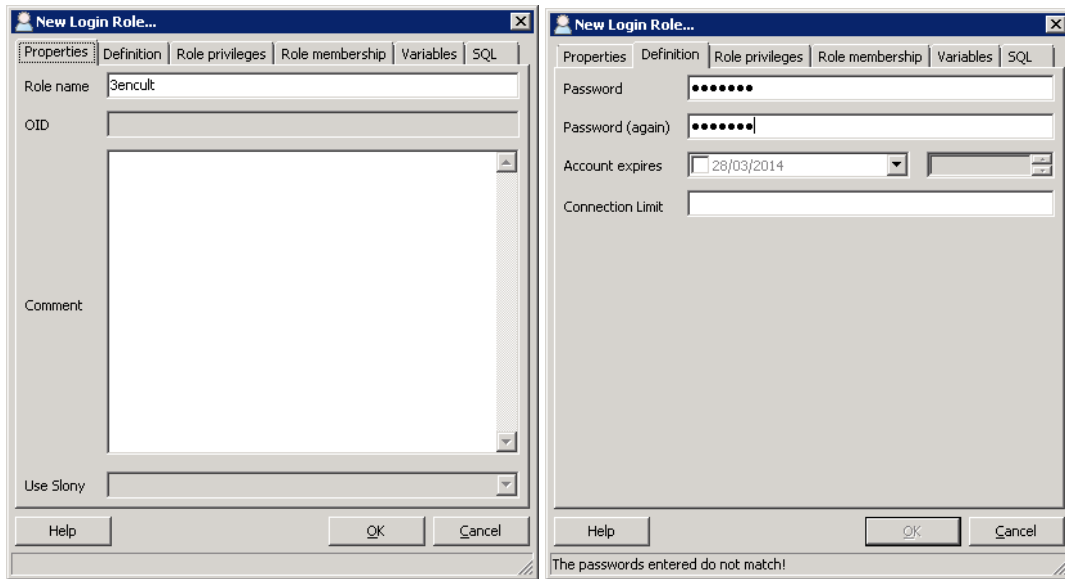 New Login Role...
Properties Definition Role privileges Role membership Variables SQL
Role name 3encult
OID
Comment
Use Slony
Help OK Cancel
New Login Role...
Properties Definition Role privileges Role membership Variables SQL
Password •••••••
Password (again) •••••••
Account expires 28/03/2014
Connection Limit
Help OK Cancel
The passwords entered do not match!